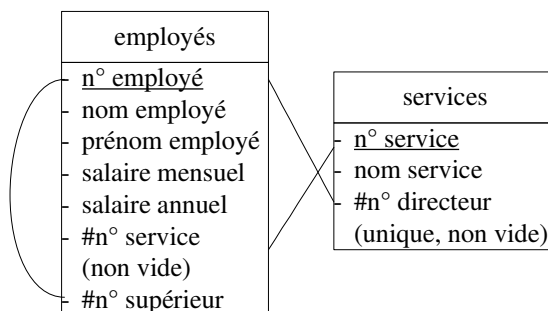 employés
- n° employé
- nom employé
- prénom employé
- salaire mensuel
- salaire annuel
- #n° service
(non vide)
- #n° supérieur
services
- n° service
- nom service
- #n° directeur
(unique, non vide)